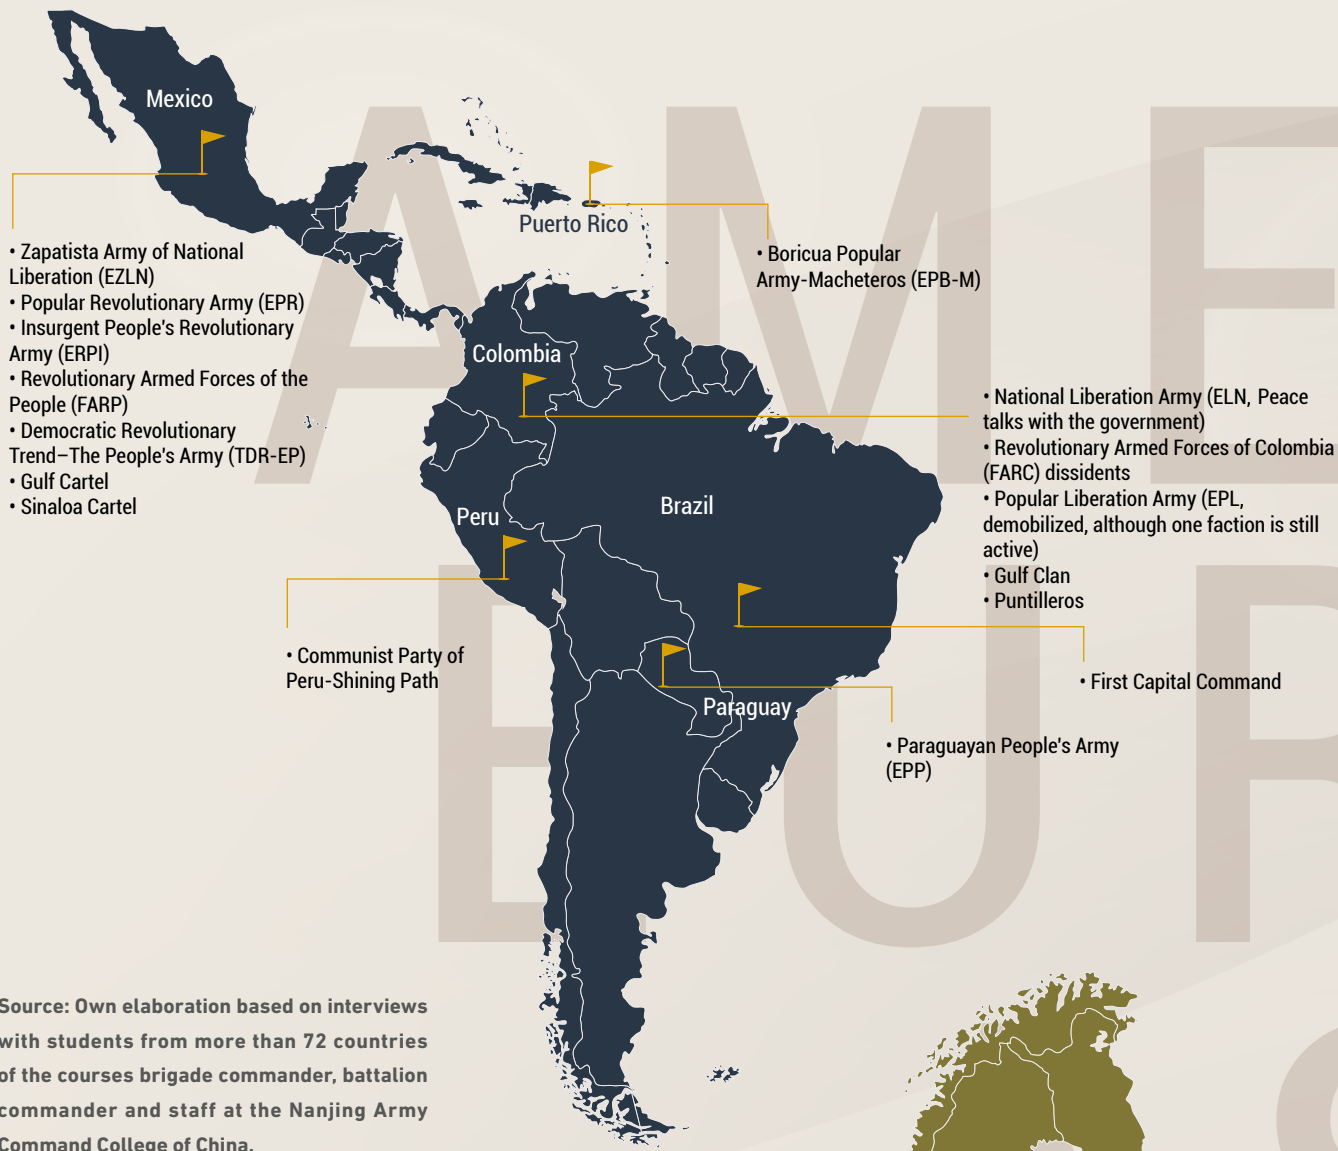 AME
Mexico
Puerto Rico
• Zapatista Army of National
Liberation (EZLN)
• Popular Revolutionary Army (EPR)
• Insurgent People's Revolutionary
Army (ERPI)
• Revolutionary Armed Forces of the
People (FARP)
• Democratic Revolutionary
Trend–The People's Army (TDR-EP)
• Gulf Cartel
• Sinaloa Cartel
• Boricua Popular
Army-Macheteros (EPB-M)
Colombia
• National Liberation Army (ELN, Peace
talks with the government)
• Revolutionary Armed Forces of Colombia
(FARC) dissidents
• Popular Liberation Army (EPL,
demobilized, although one faction is still
active)
• Gulf Clan
• Puntilleros
Brazil
Peru
EUR
• Communist Party of
Peru-Shining Path
• First Capital Command
Paraguay
• Paraguayan People's Army
(EPP)
Source: Own elaboration based on interviews
with students from more than 72 countries
of the courses brigade commander, battalion
commander and staff at the Nanjing Army
Command College of China.